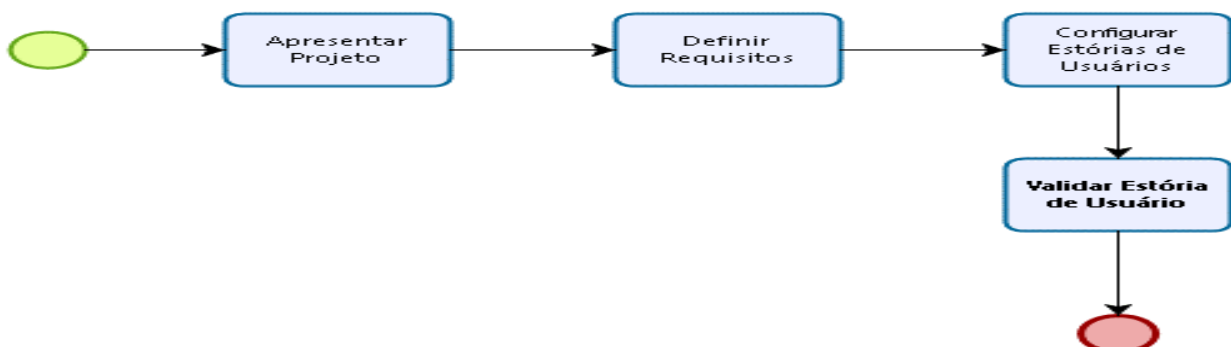 Apresentar
Projeto
Definir
Requisitos
Configurar
Estórias de
Usuários
Validar Estória
de Usuário